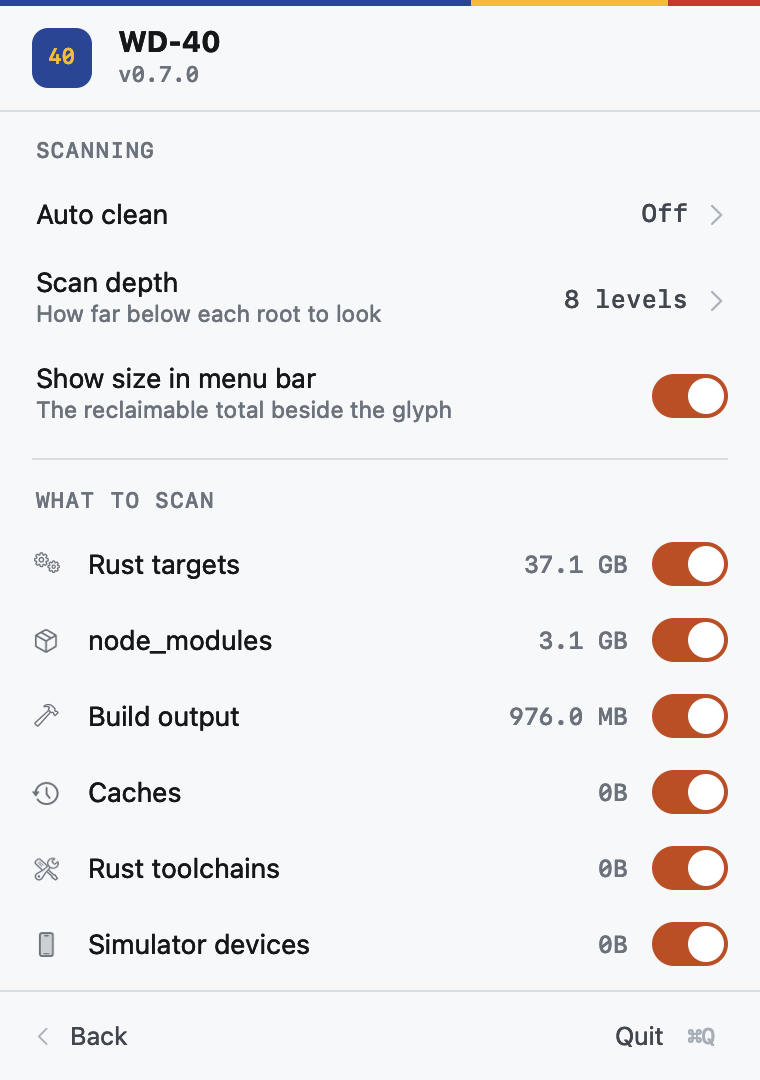 40
WD-40
v0.7.0
SCANNING
Auto clean Off
Scan depth
How far below each root to look
8 levels
Show size in menu bar
The reclaimable total beside the glyph
WHAT TO SCAN
Rust targets 37.1 GB
node_modules 3.1 GB
Build output 976.0 MB
Caches 0B
Rust toolchains 0B
Simulator devices 0B
Back Quit ⌘Q